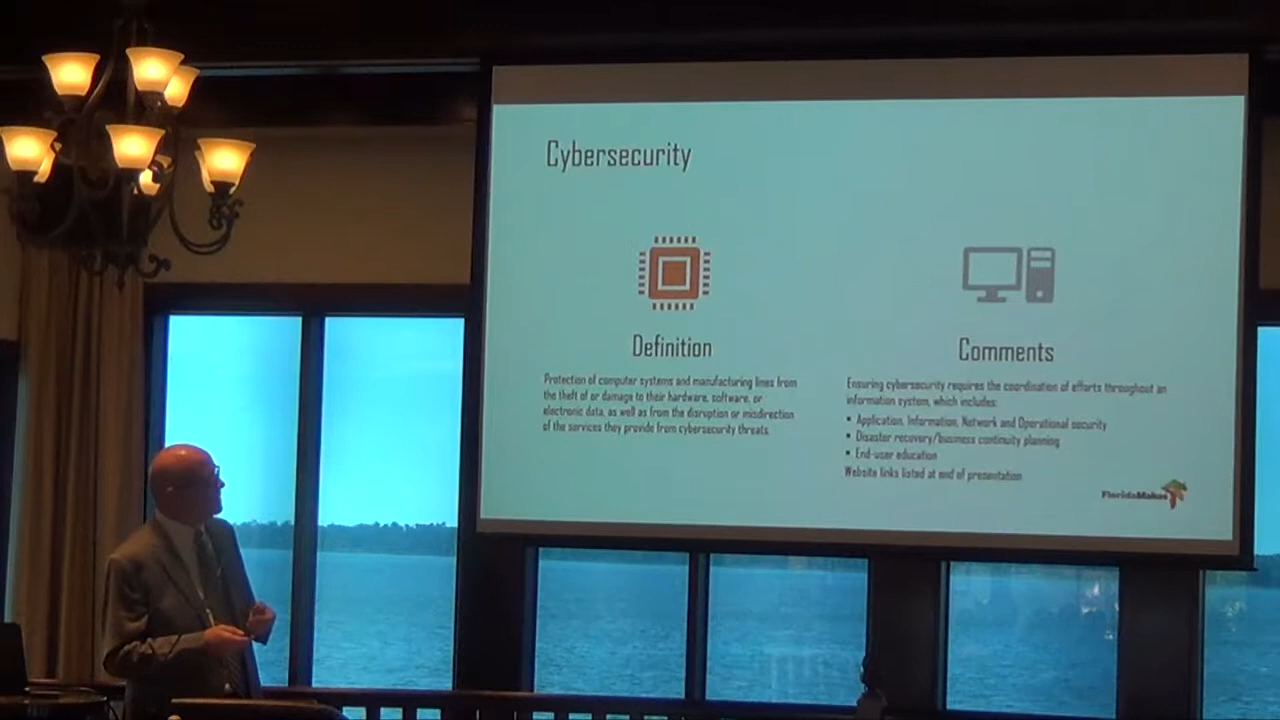 Cybersecurity
Definition
Protection of computer systems and manufacturing lines from
the theft of or damage to their hardware, software, or
electronic data, as well as from the disruption or misdirection
of the services they provide from cybersecurity threats.
Comments
Ensuring cybersecurity requires the coordination of efforts throughout an
information system, which includes:
▪ Application, Information, Network and Operational security
▪ Disaster recovery/business continuity planning
▪ End-user education
Website links listed at end of presentation
FloridaMakes